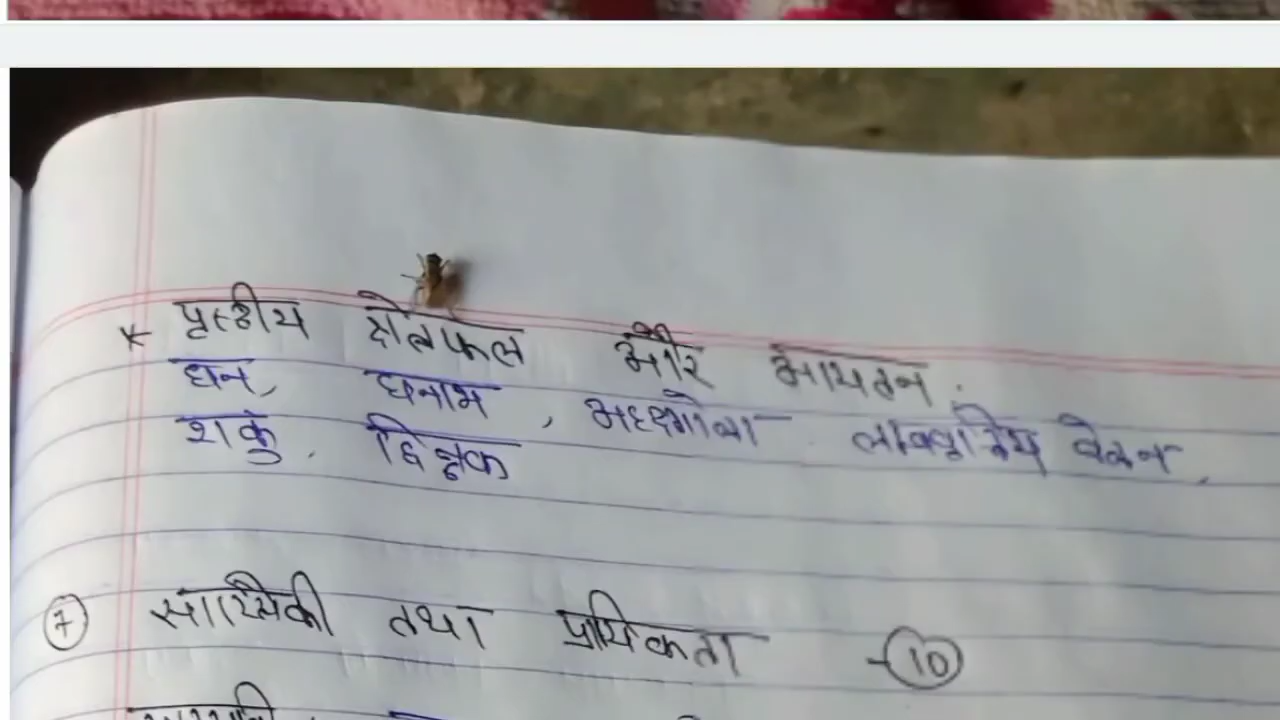 * पृष्ठीय क्षेत्रफल और आयतन :
घन, घनाभ, अर्द्धगोला लम्बवृत्तीय बेलन,
शंकु, छिन्नक
7 सांख्यिकी तथा प्रायिकता - 10